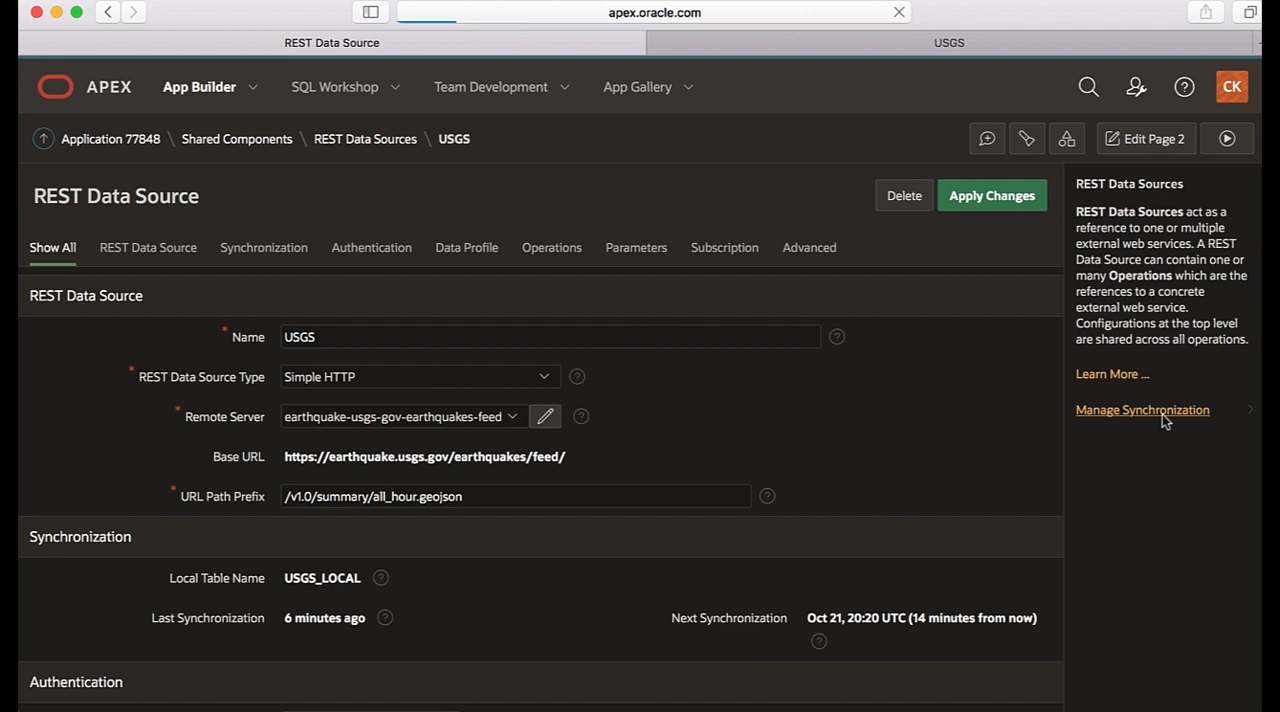 apex.oracle.com
REST Data Source
USGS
APEX
App Builder
SQL Workshop
Team Development
App Gallery
CK
Application 77848 \ Shared Components \ REST Data Sources \ USGS
Edit Page 2
REST Data Source
Delete
Apply Changes
Show All
REST Data Source
Synchronization
Authentication
Data Profile
Operations
Parameters
Subscription
Advanced
REST Data Source
* Name
USGS
* REST Data Source Type
Simple HTTP
* Remote Server
earthquake-usgs-gov-earthquakes-feed
Base URL
https://earthquake.usgs.gov/earthquakes/feed/
* URL Path Prefix
/v1.0/summary/all_hour.geojson
Synchronization
Local Table Name
USGS_LOCAL
Last Synchronization
6 minutes ago
Next Synchronization
Oct 21, 20:20 UTC (14 minutes from now)
Authentication
REST Data Sources
REST Data Sources act as a
reference to one or multiple
external web services. A REST
Data Source can contain one or
many Operations which are the
references to a concrete
external web service.
Configurations at the top level
are shared across all operations.
Learn More ...
Manage Synchronization